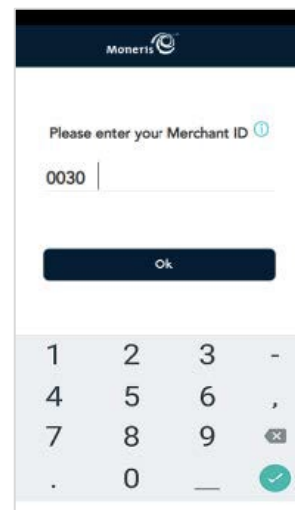 Moneris
Please enter your Merchant ID
0030
Ok
1 2 3 -
4 5 6 ,
7 8 9
. 0 _